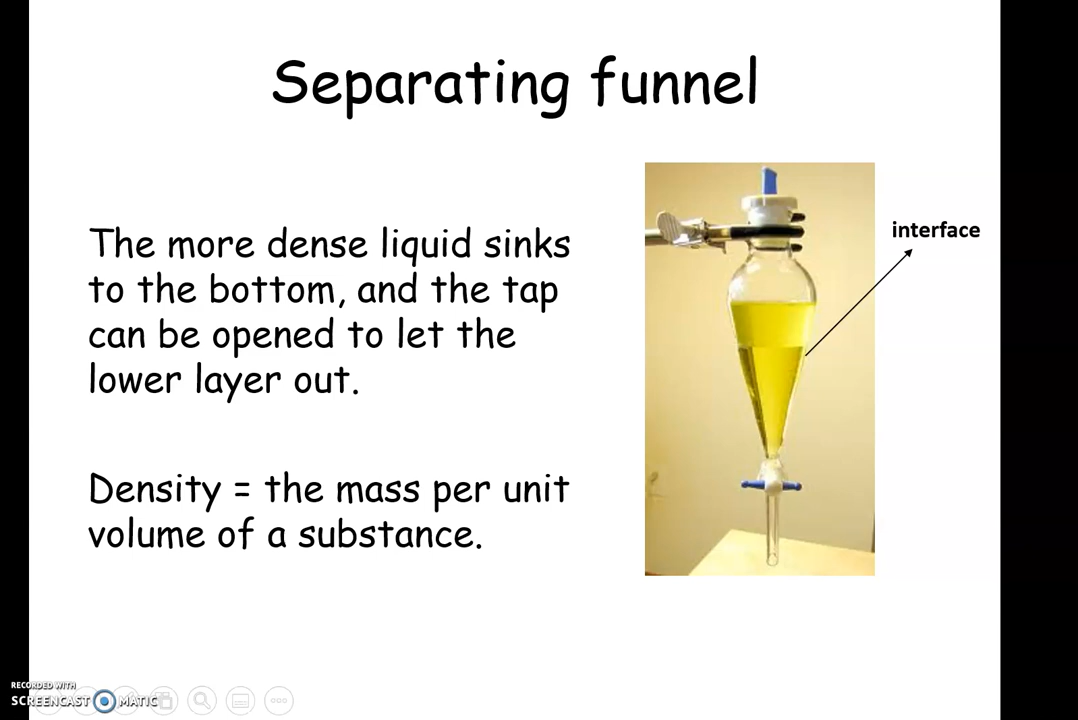 Separating funnel
The more dense liquid sinks
to the bottom, and the tap
can be opened to let the
lower layer out.
interface
Density = the mass per unit
volume of a substance.
RECORDED WITH
SCREENCAST MATIC